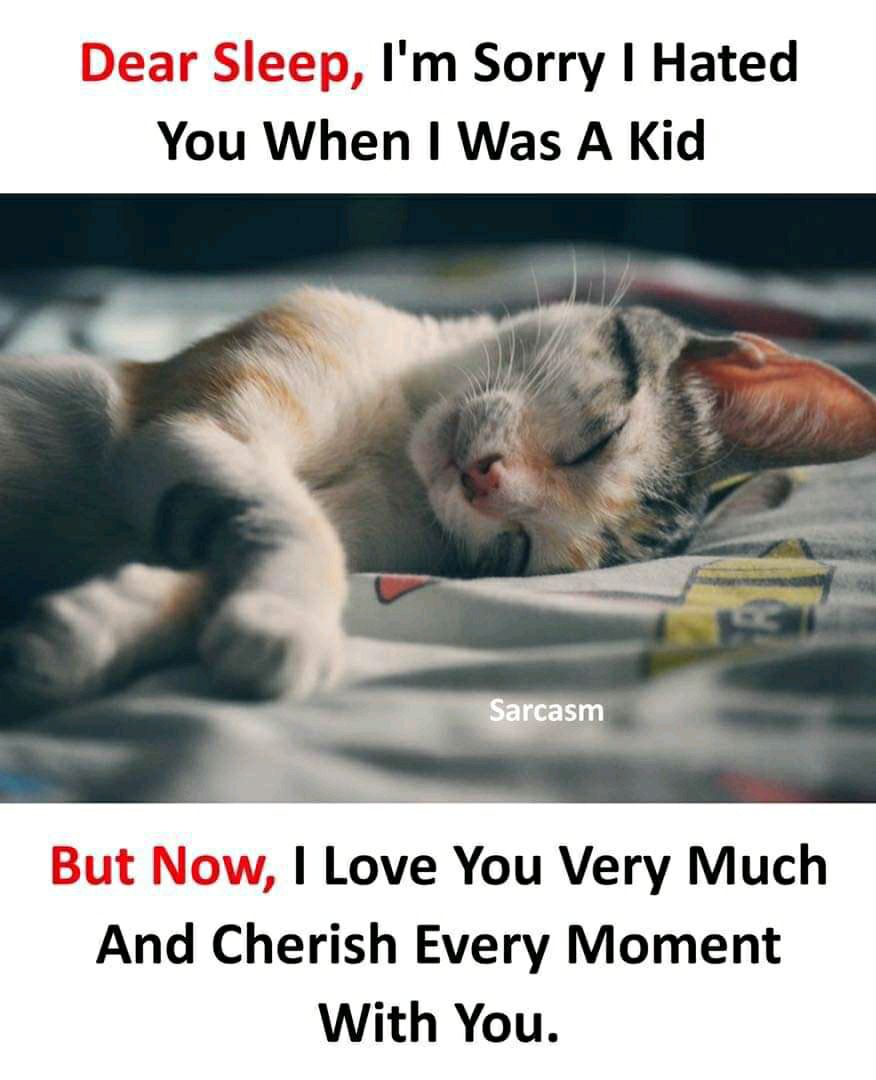 Dear Sleep, I'm Sorry I Hated
You When I Was A Kid
Sarcasm
But Now, I Love You Very Much
And Cherish Every Moment
With You.